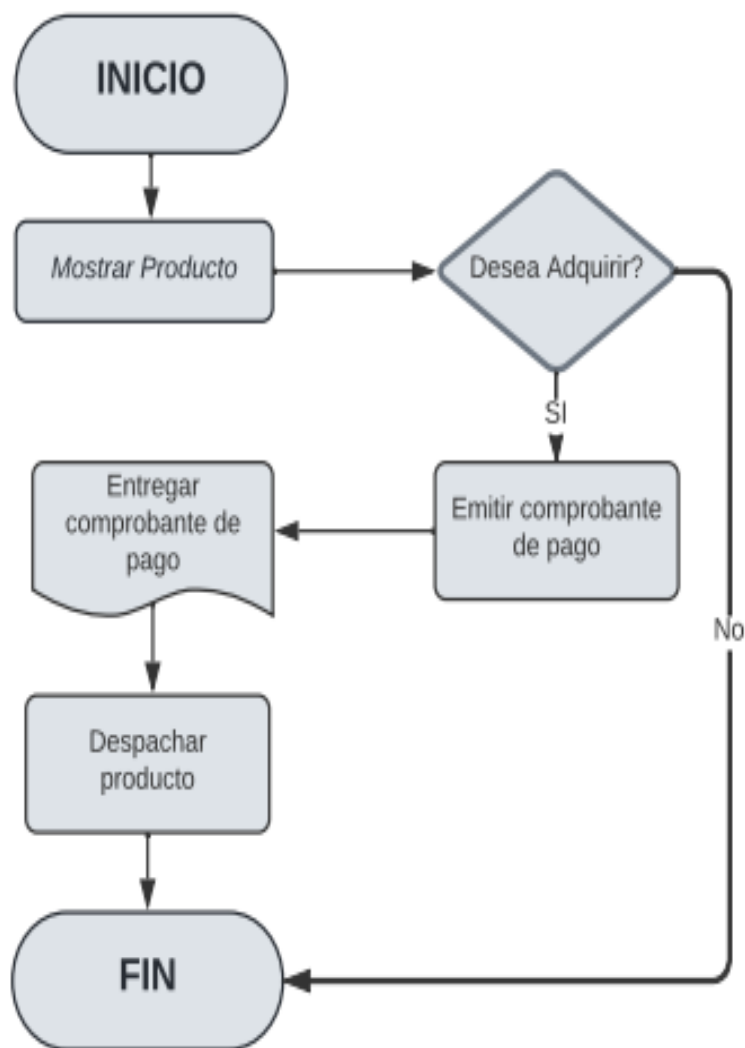 INICIO
Mostrar Producto
Desea Adquirir?
SI
Emitir comprobante
de pago
Entregar
comprobante de
pago
No
Despachar
producto
FIN